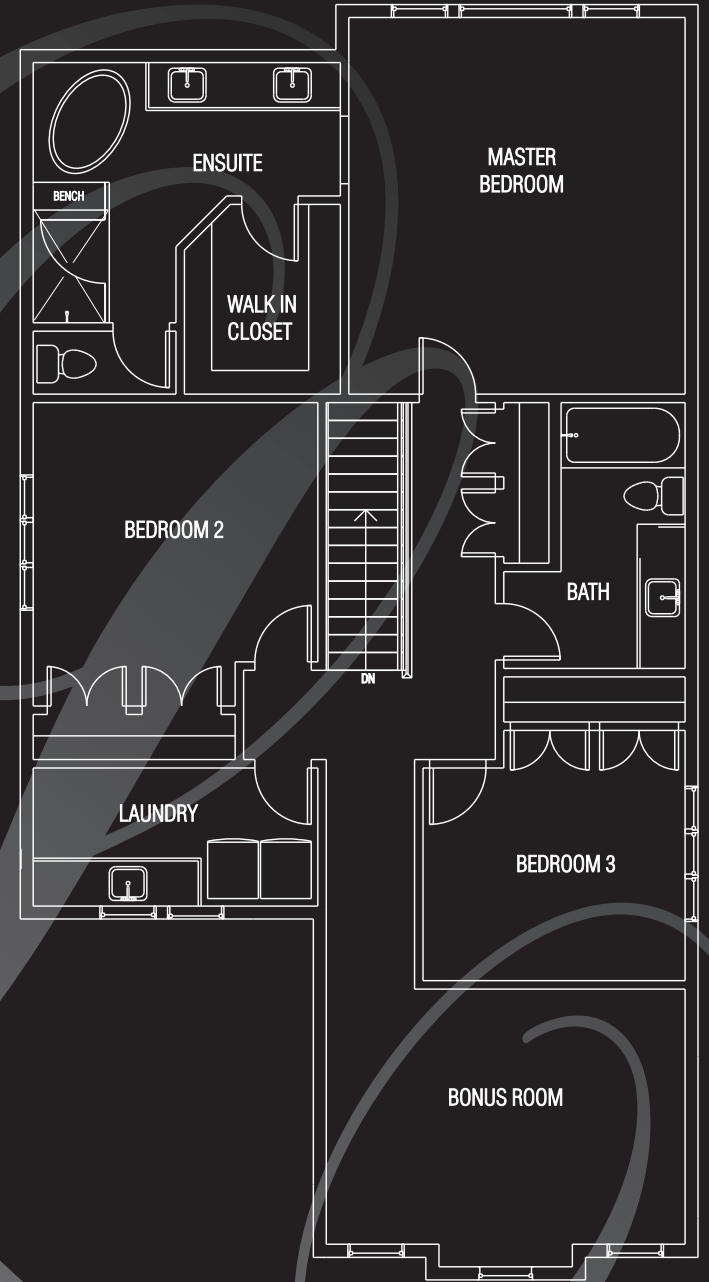 ENSUITE
MASTER
BEDROOM
BENCH
WALK IN
CLOSET
BEDROOM 2
BATH
DN
LAUNDRY
BEDROOM 3
BONUS ROOM